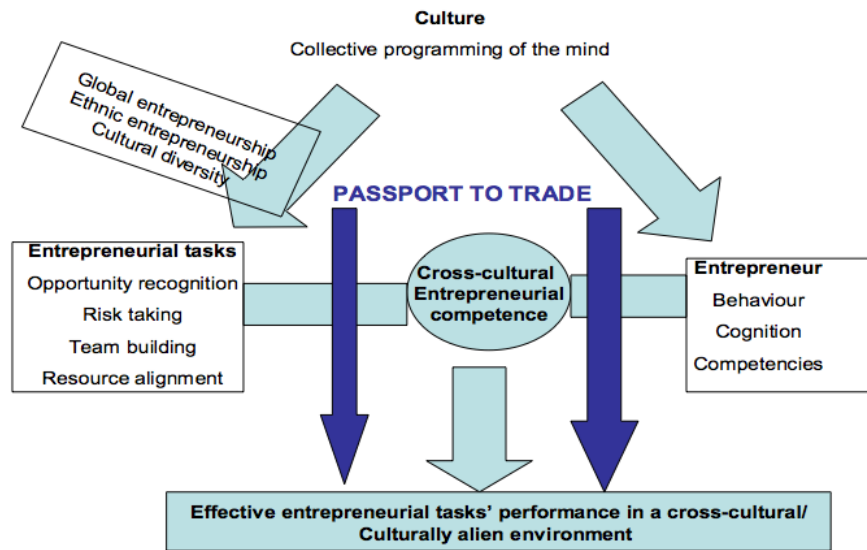 Culture
Collective programming of the mind
Global entrepreneurship
Ethnic entrepreneurship
Cultural diversity
PASSPORT TO TRADE
Entrepreneurial tasks
Opportunity recognition
Risk taking
Team building
Resource alignment
Cross-cultural
Entrepreneurial
competence
Entrepreneur
Behaviour
Cognition
Competencies
Effective entrepreneurial tasks' performance in a cross-cultural/
Culturally alien environment